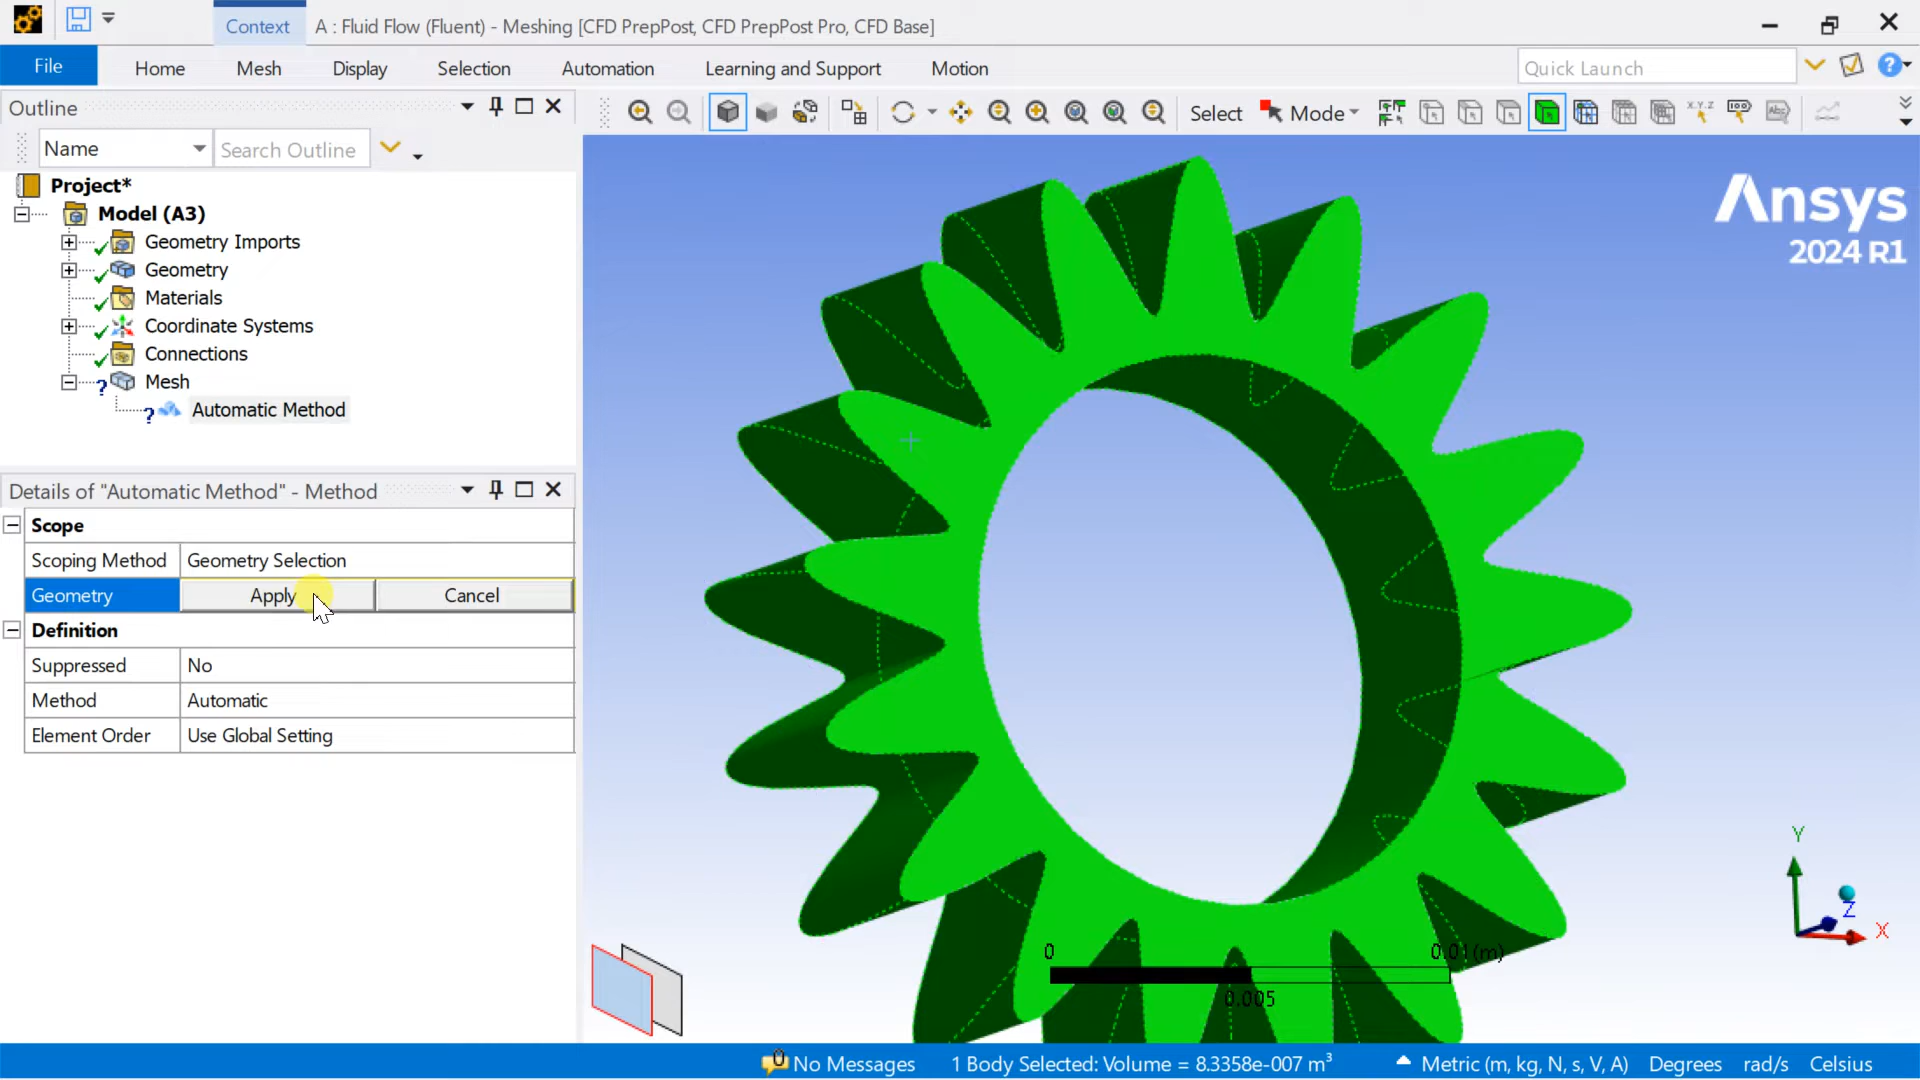 Context
A : Fluid Flow (Fluent) - Meshing [CFD PrepPost, CFD PrepPost Pro, CFD Base]
File
Home
Mesh
Display
Selection
Automation
Learning and Support
Motion
Quick Launch
Outline
Select
Mode
Name
Search Outline
Project*
Model (A3)
Geometry Imports
Geometry
Materials
Coordinate Systems
Connections
Mesh
Automatic Method
Ansys
2024 R1
Details of "Automatic Method" - Method
Scope
Scoping Method
Geometry Selection
Geometry
Apply
Cancel
Definition
Suppressed
No
Method
Automatic
Element Order
Use Global Setting
Y
Z
X
0
0.01(m)
0.005
0 No Messages
1 Body Selected: Volume = 8.3358e-007 m³
Metric (m, kg, N, s, V, A)
Degrees
rad/s
Celsius